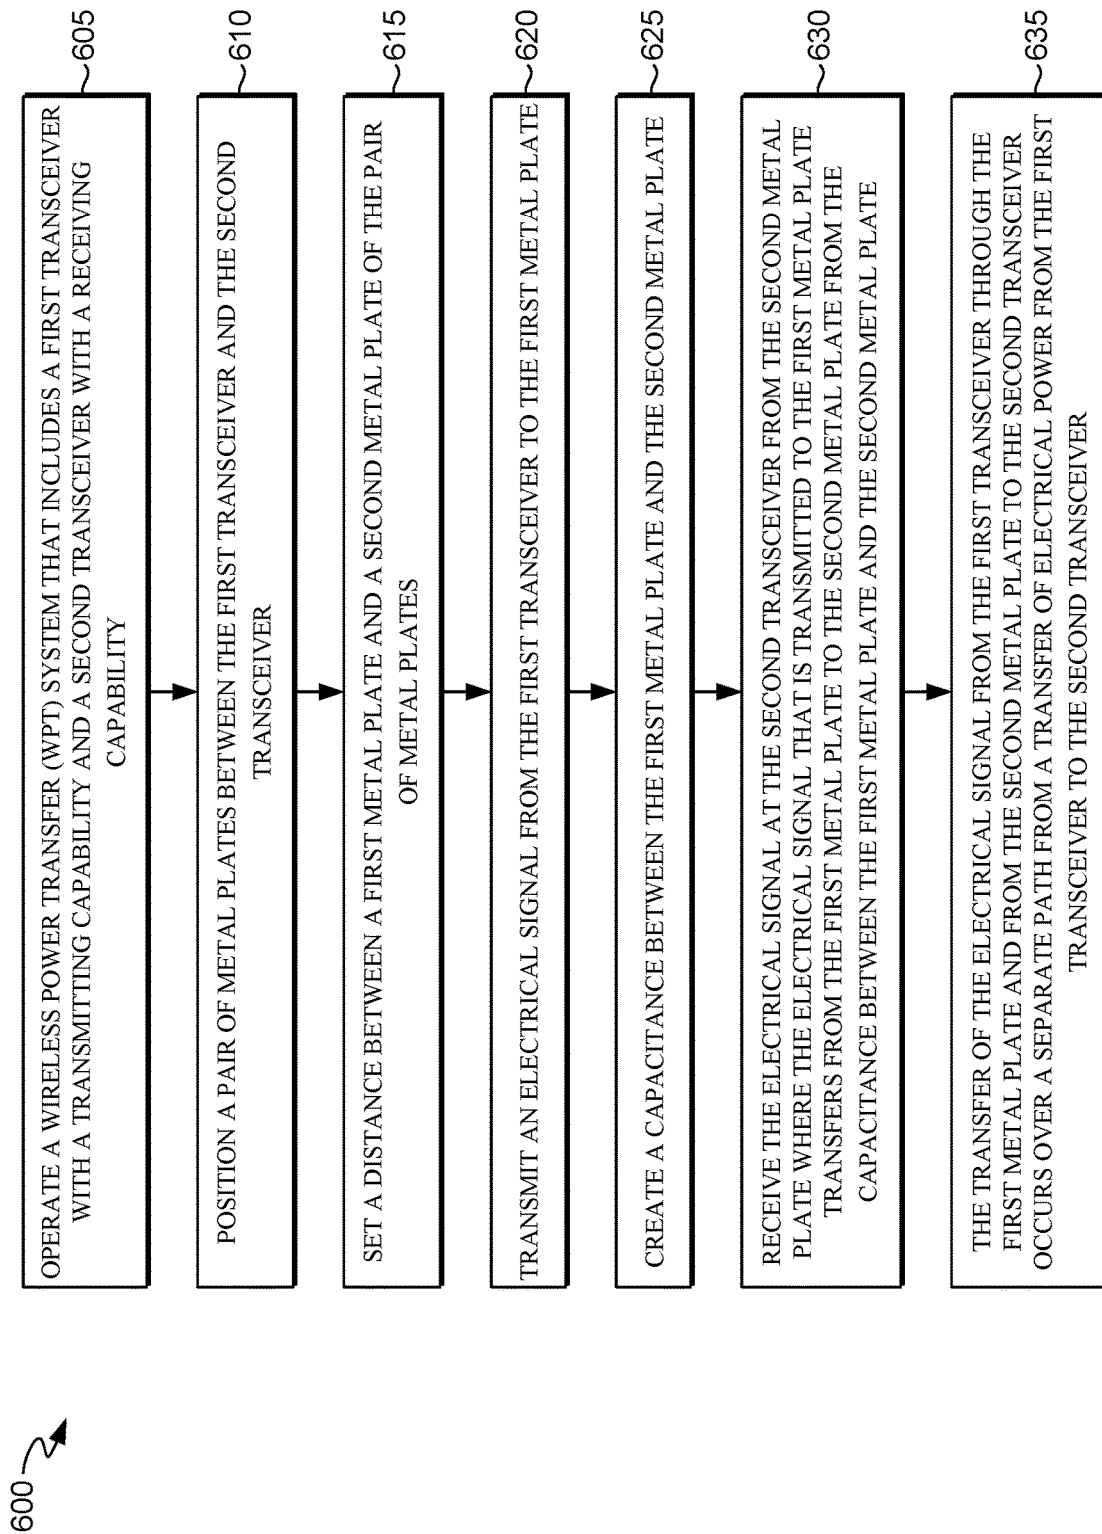 600
OPERATE A WIRELESS POWER TRANSFER (WPT) SYSTEM THAT INCLUDES A FIRST TRANSCEIVER
WITH A TRANSMITTING CAPABILITY AND A SECOND TRANSCEIVER WITH A RECEIVING
CAPABILITY
605
POSITION A PAIR OF METAL PLATES BETWEEN THE FIRST TRANSCEIVER AND THE SECOND
TRANSCEIVER
610
SET A DISTANCE BETWEEN A FIRST METAL PLATE AND A SECOND METAL PLATE OF THE PAIR
OF METAL PLATES
615
TRANSMIT AN ELECTRICAL SIGNAL FROM THE FIRST TRANSCEIVER TO THE FIRST METAL PLATE
620
CREATE A CAPACITANCE BETWEEN THE FIRST METAL PLATE AND THE SECOND METAL PLATE
625
RECEIVE THE ELECTRICAL SIGNAL AT THE SECOND TRANSCEIVER FROM THE SECOND METAL
PLATE WHERE THE ELECTRICAL SIGNAL THAT IS TRANSMITTED TO THE FIRST METAL PLATE
TRANSFERS FROM THE FIRST METAL PLATE TO THE SECOND METAL PLATE FROM THE
CAPACITANCE BETWEEN THE FIRST METAL PLATE AND THE SECOND METAL PLATE
630
THE TRANSFER OF THE ELECTRICAL SIGNAL FROM THE FIRST TRANSCEIVER THROUGH THE
FIRST METAL PLATE AND FROM THE SECOND METAL PLATE TO THE SECOND TRANSCEIVER
OCCURS OVER A SEPARATE PATH FROM A TRANSFER OF ELECTRICAL POWER FROM THE FIRST
TRANSCEIVER TO THE SECOND TRANSCEIVER
635